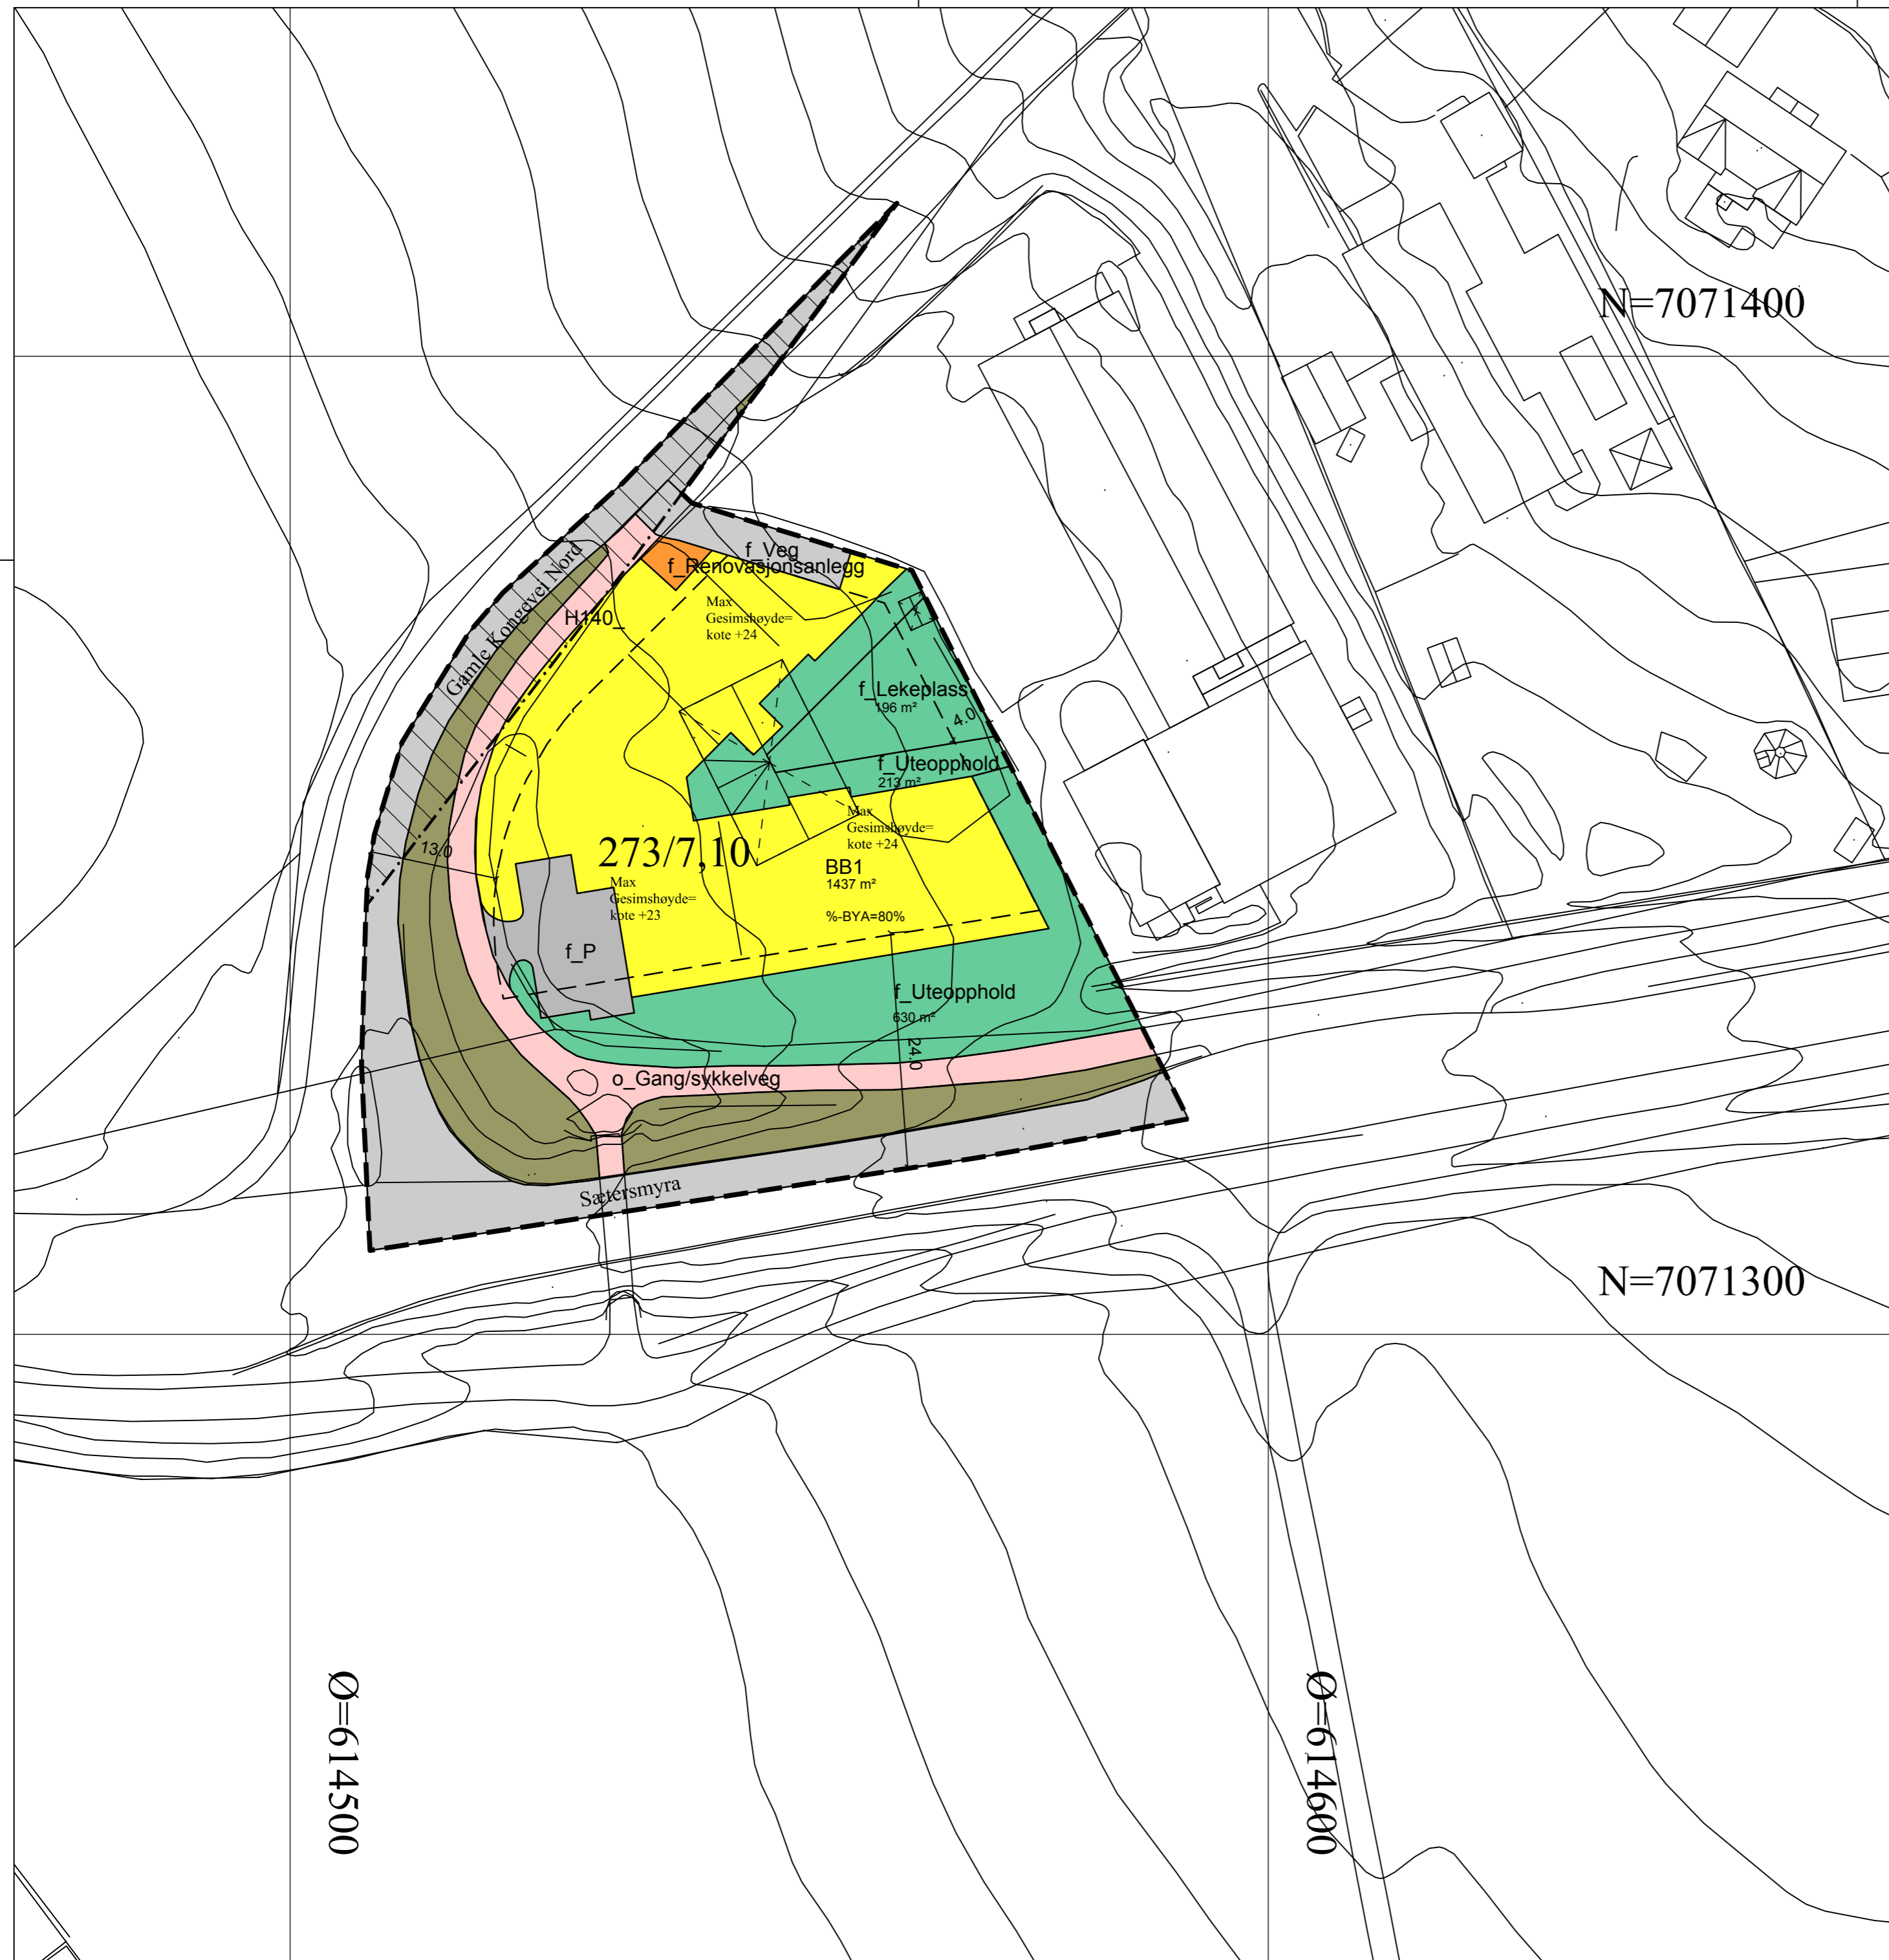 N=7071400
f_Veg
f_Renovasjonsanlegg
Gamle Kongevei Nord
H140_
Max
Gesimshøyde=
kote +24
f_Lekeplass
196 m²
4.0
f_Uteopphold
213 m²
Max
Gesimshøyde=
kote +24
273/7,10
13.0
BB1
1437 m²
Max
Gesimshøyde=
kote +23
%-BYA=80%
f_P
f_Uteopphold
630 m²
24.0
o_Gang/sykkelveg
Sætersmyra
N=7071300
Ø=614500
Ø=614600